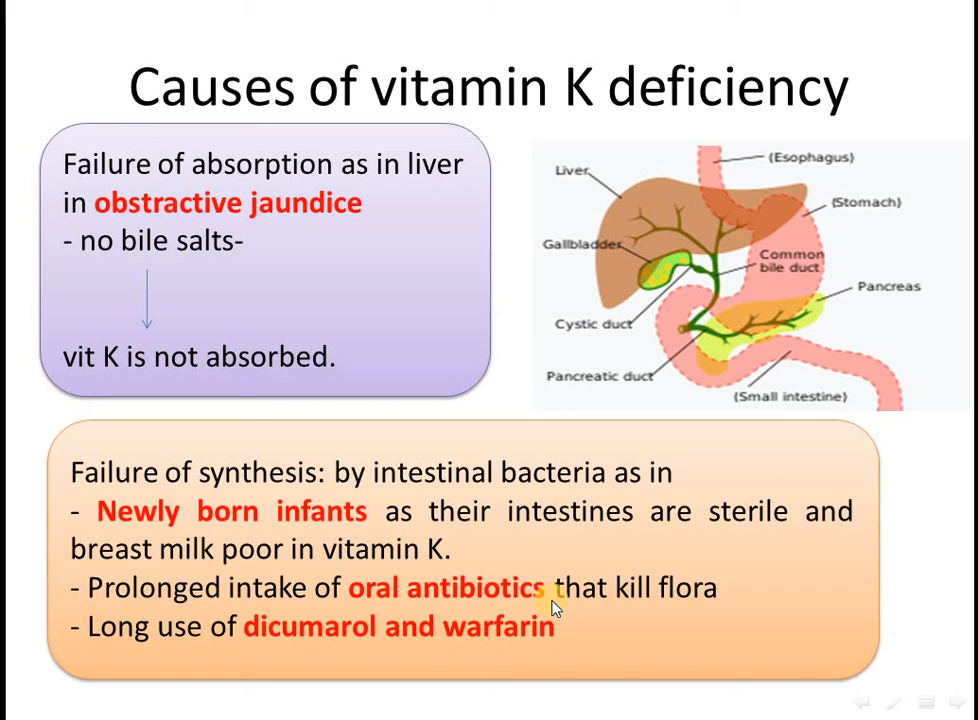 Causes of vitamin K deficiency
Failure of absorption as in liver
in obstractive jaundice
- no bile salts-
vit K is not absorbed.
Liver
(Esophagus)
(Stomach)
Gallbladder
Common
bile duct
Pancreas
Cystic duct
Pancreatic duct
(Small intestine)
Failure of synthesis: by intestinal bacteria as in
- Newly born infants as their intestines are sterile and
breast milk poor in vitamin K.
- Prolonged intake of oral antibiotics that kill flora
- Long use of dicumarol and warfarin